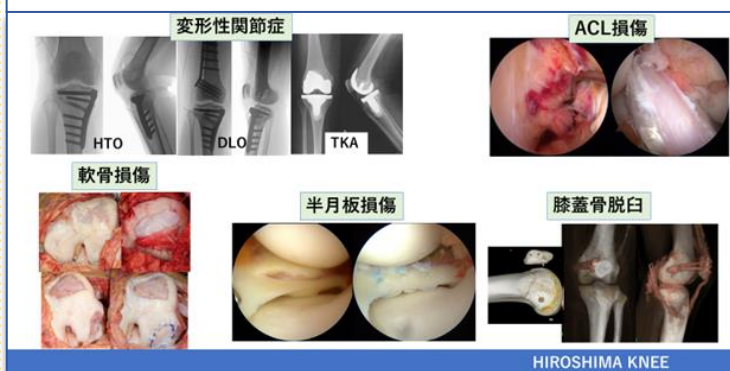 変形性関節症
ACL損傷
HTO
DLO
TKA
軟骨損傷
半月板損傷
膝蓋骨脱臼
HIROSHIMA KNEE